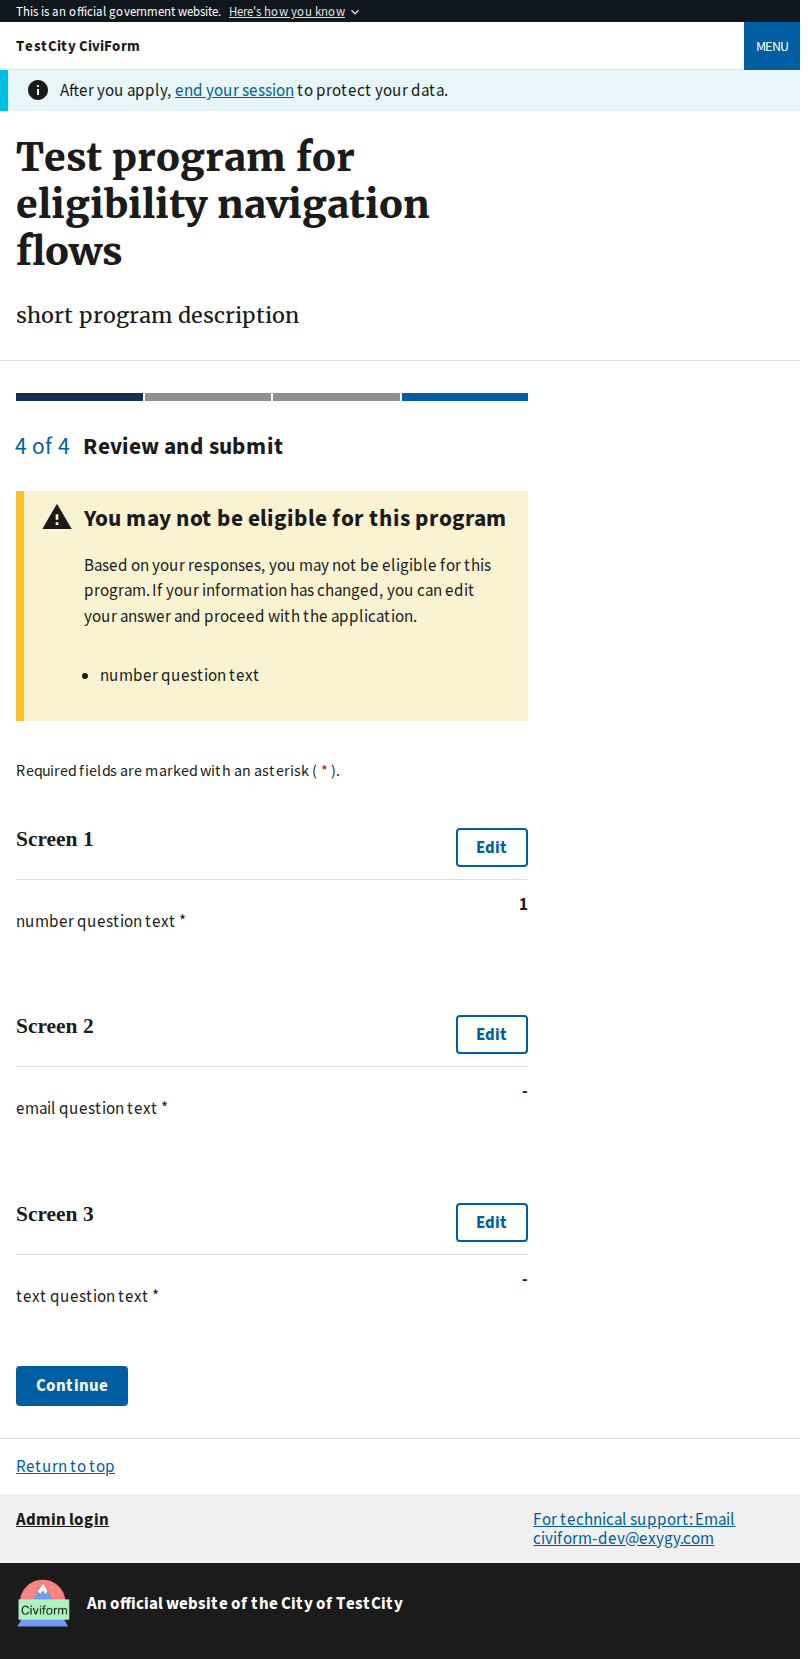 This is an official government website. Here's how you know
TestCity CiviForm
MENU
After you apply, end your session to protect your data.
Test program for
eligibility navigation
flows
short program description
4 of 4 Review and submit
You may not be eligible for this program
Based on your responses, you may not be eligible for this
program. If your information has changed, you can edit
your answer and proceed with the application.
• number question text
Required fields are marked with an asterisk ( * ).
Screen 1
Edit
number question text *
1
Screen 2
Edit
email question text *
-
Screen 3
Edit
text question text *
-
Continue
Return to top
Admin login
For technical support: Email
civiform-dev@exygy.com
Civiform
An official website of the City of TestCity